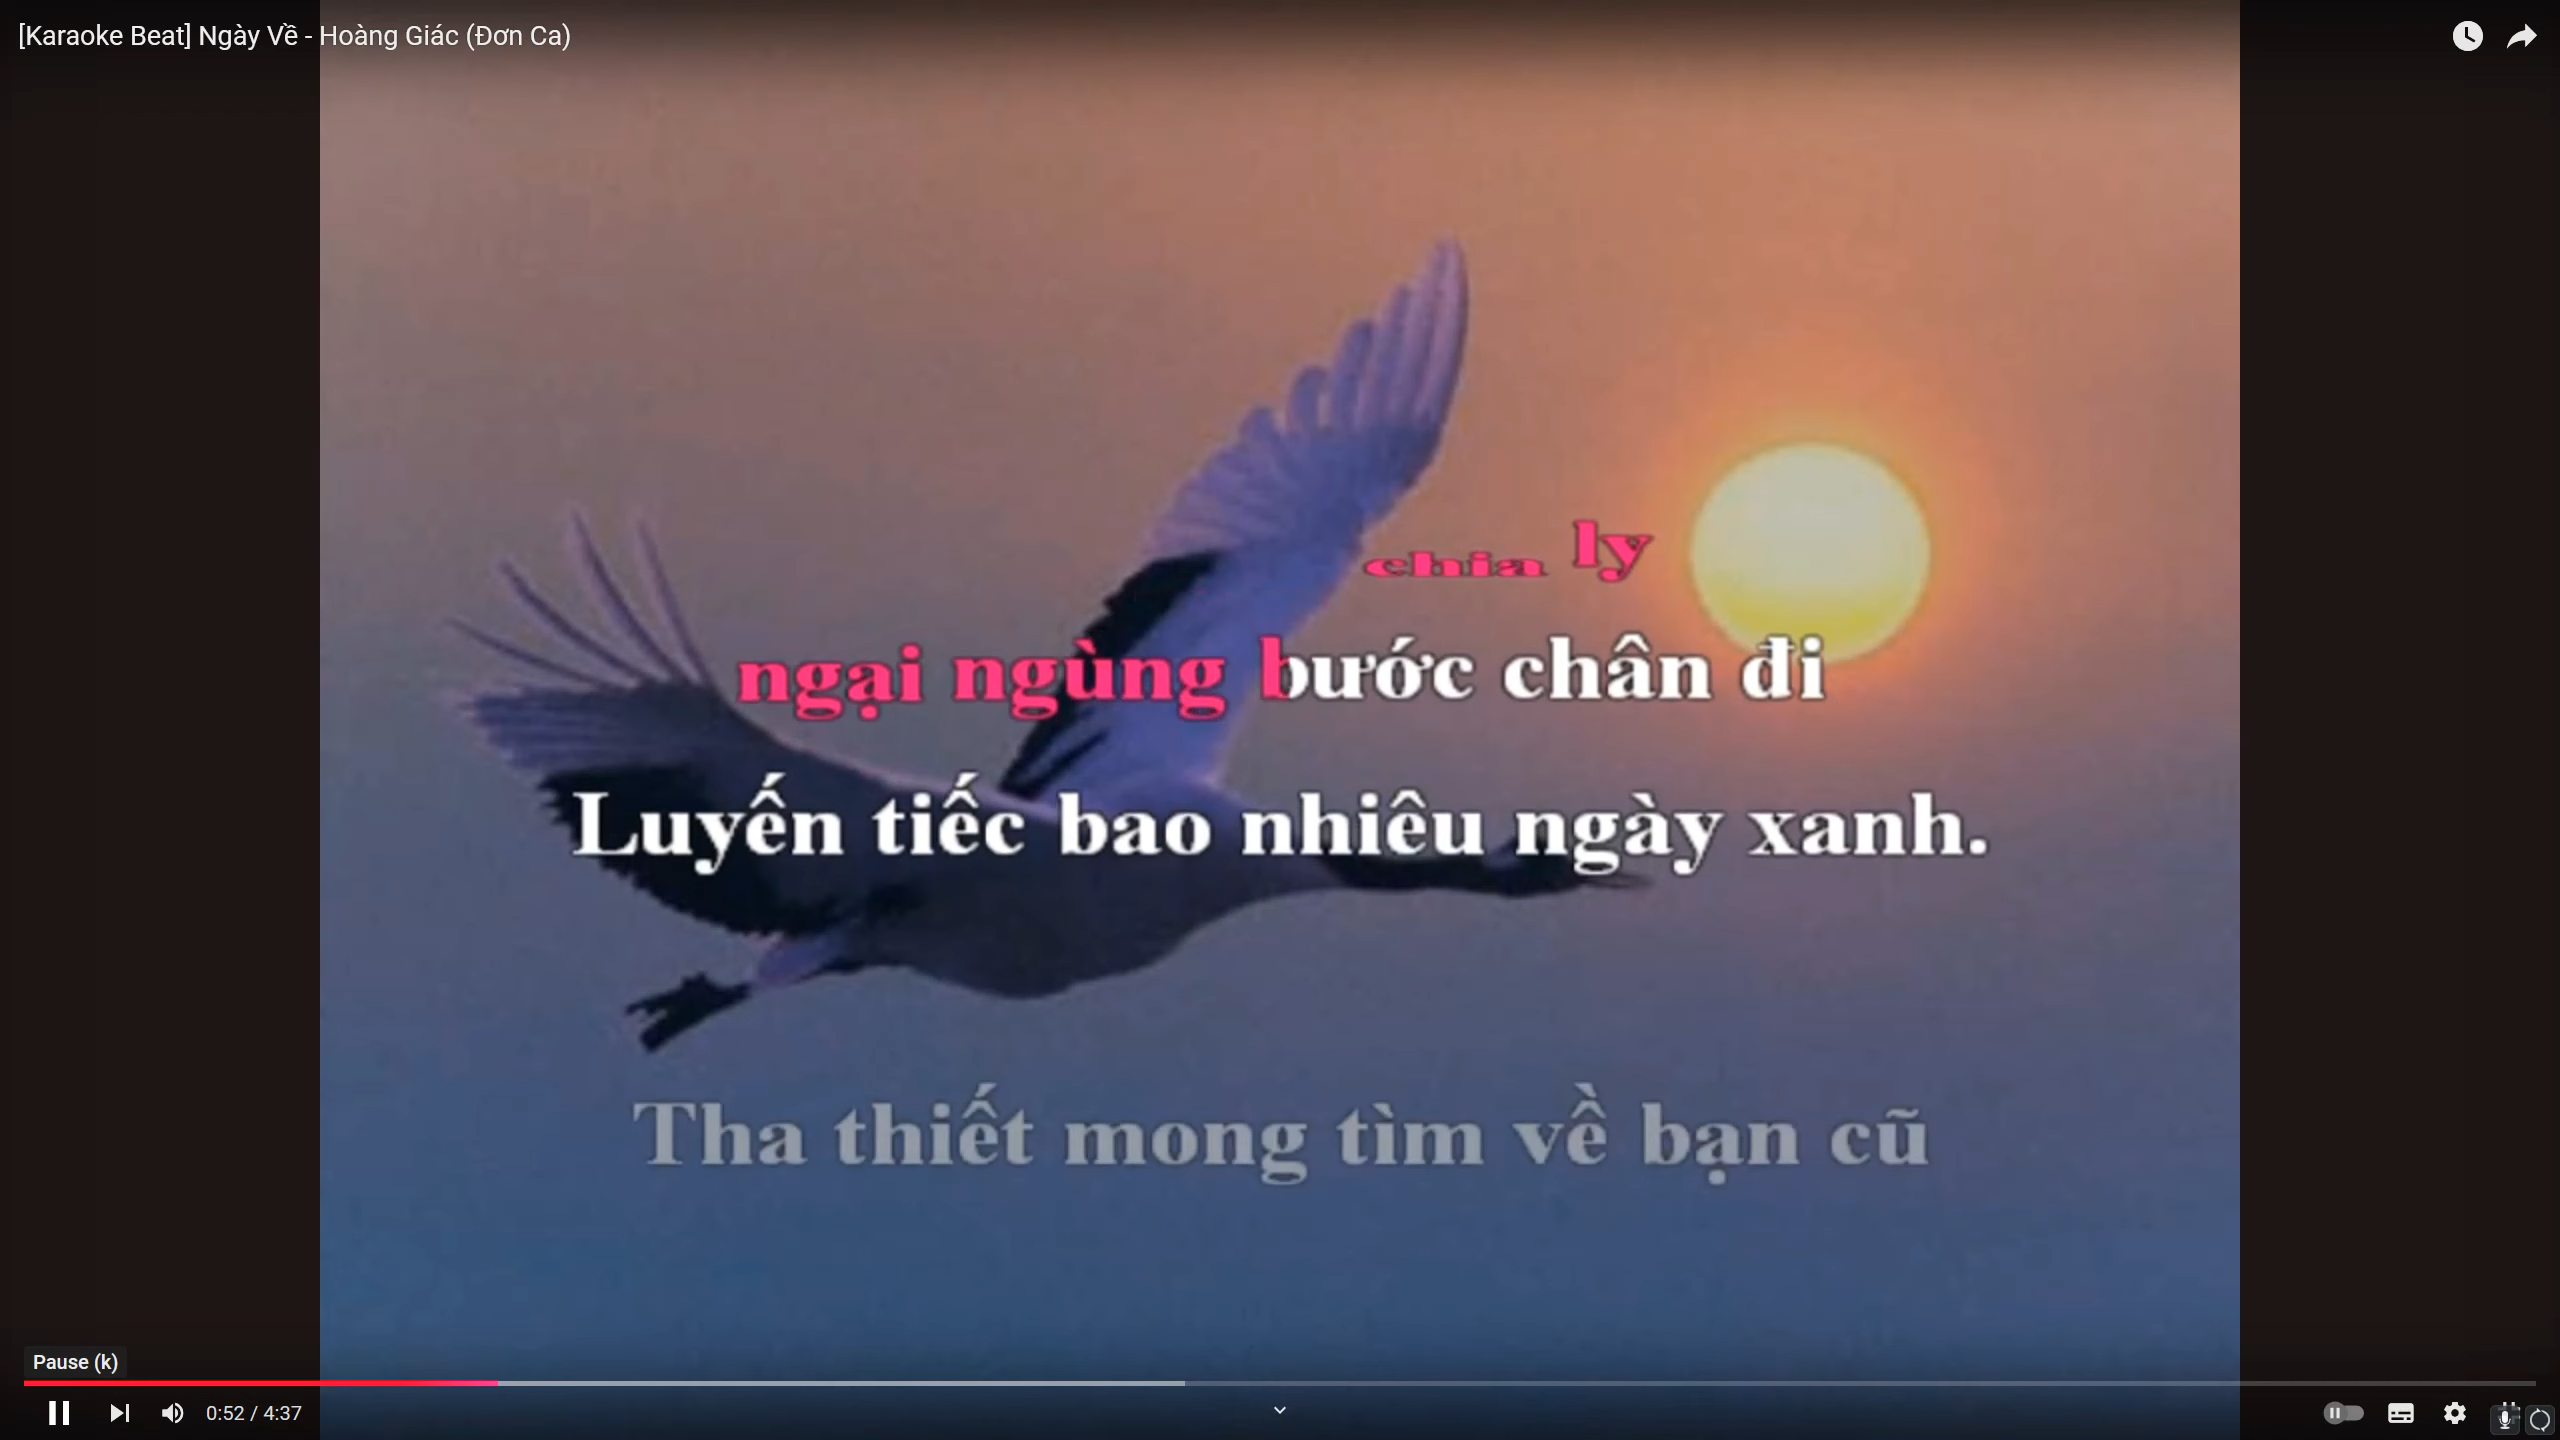 [Karaoke Beat] Ngày Về - Hoàng Giác (Đơn Ca)
chia ly
ngại ngùng bước chân đi
Luyến tiếc bao nhiêu ngày xanh.
Tha thiết mong tìm về bạn cũ
Pause (k)
0:52 / 4:37